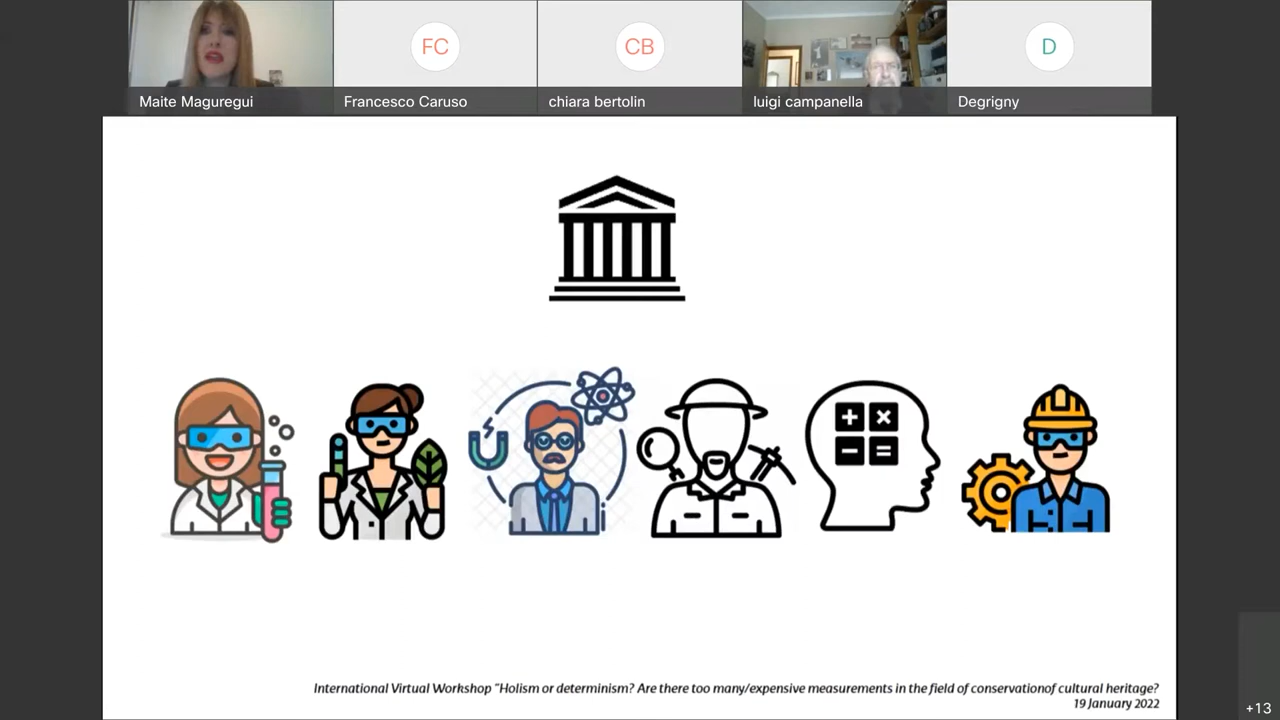 FC
CB
D
Maite Maguregui
Francesco Caruso
chiara bertolin
luigi campanella
Degrigny
International Virtual Workshop "Holism or determinism? Are there too many/expensive measurements in the field of conservationof cultural heritage?
19 January 2022
+13